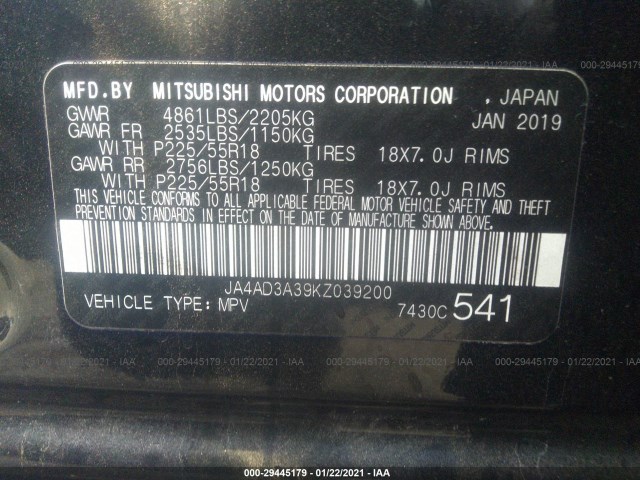 MFD.BY MITSUBISHI MOTORS CORPORATION , JAPAN
GVWR 4861LBS/2205KG JAN 2019
GAWR FR 2535LBS/1150KG
WITH P225/55R18 TIRES 18X7.0J RIMS
GAWR RR 2756LBS/1250KG
WITH P225/55R18 TIRES 18X7.0J RIMS
THIS VEHICLE CONFORMS TO ALL APPLICABLE FEDERAL MOTOR VEHICLE SAFETY AND THEFT
PREVENTION STANDARDS IN EFFECT ON THE DATE OF MANUFACTURE SHOWN ABOVE.
JA4AD3A39KZ039200
VEHICLE TYPE: MPV 7430C 541
000-29445179 - 01/22/2021 - IAA